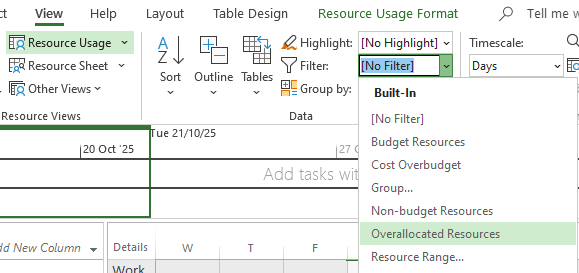 File
View
Layout
Table Design
Resource Usage Format
Tell me w
Resource Usage
Resource Sheet
Other Views
Resource Views
Sort
Outline
Tables
Highlight:
[No Highlight]
Filter:
[No Filter]
Group by:
Data
Timescale:
Days
Built-In
[No Filter]
Budget Resources
Cost Overbudget
Group...
Non-budget Resources
Overallocated Resources
Resource Range...
Tue 21/10/25
20 Oct '25
27 O
Add tasks wit
dd New Column
Details
W
T
F
Work